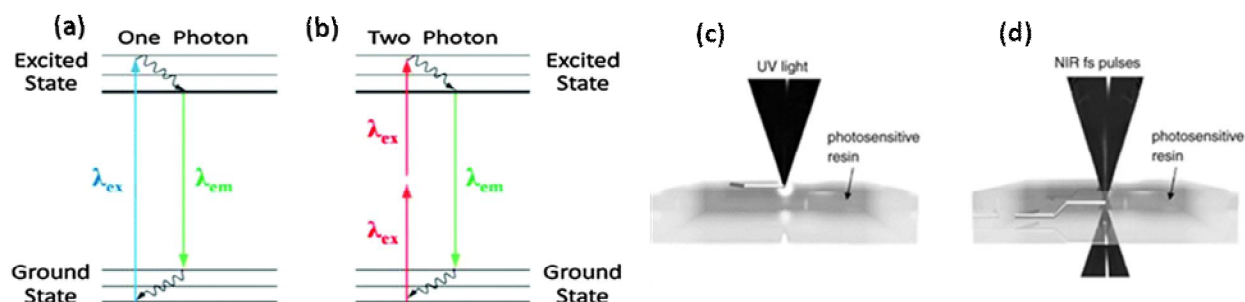 (a)
One Photon
Excited
State
λex
λem
Ground
State
(b)
Two Photon
Excited
State
λex
λem
λex
Ground
State
(c)
UV light
photosensitive
resin
(d)
NIR fs pulses
photosensitive
resin